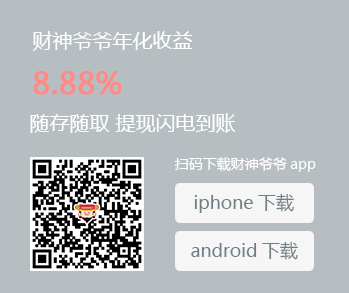 财神爷爷年化收益
8.88%
随存随取 提现闪电到账
扫码下载财神爷爷 app
iphone 下载
android 下载